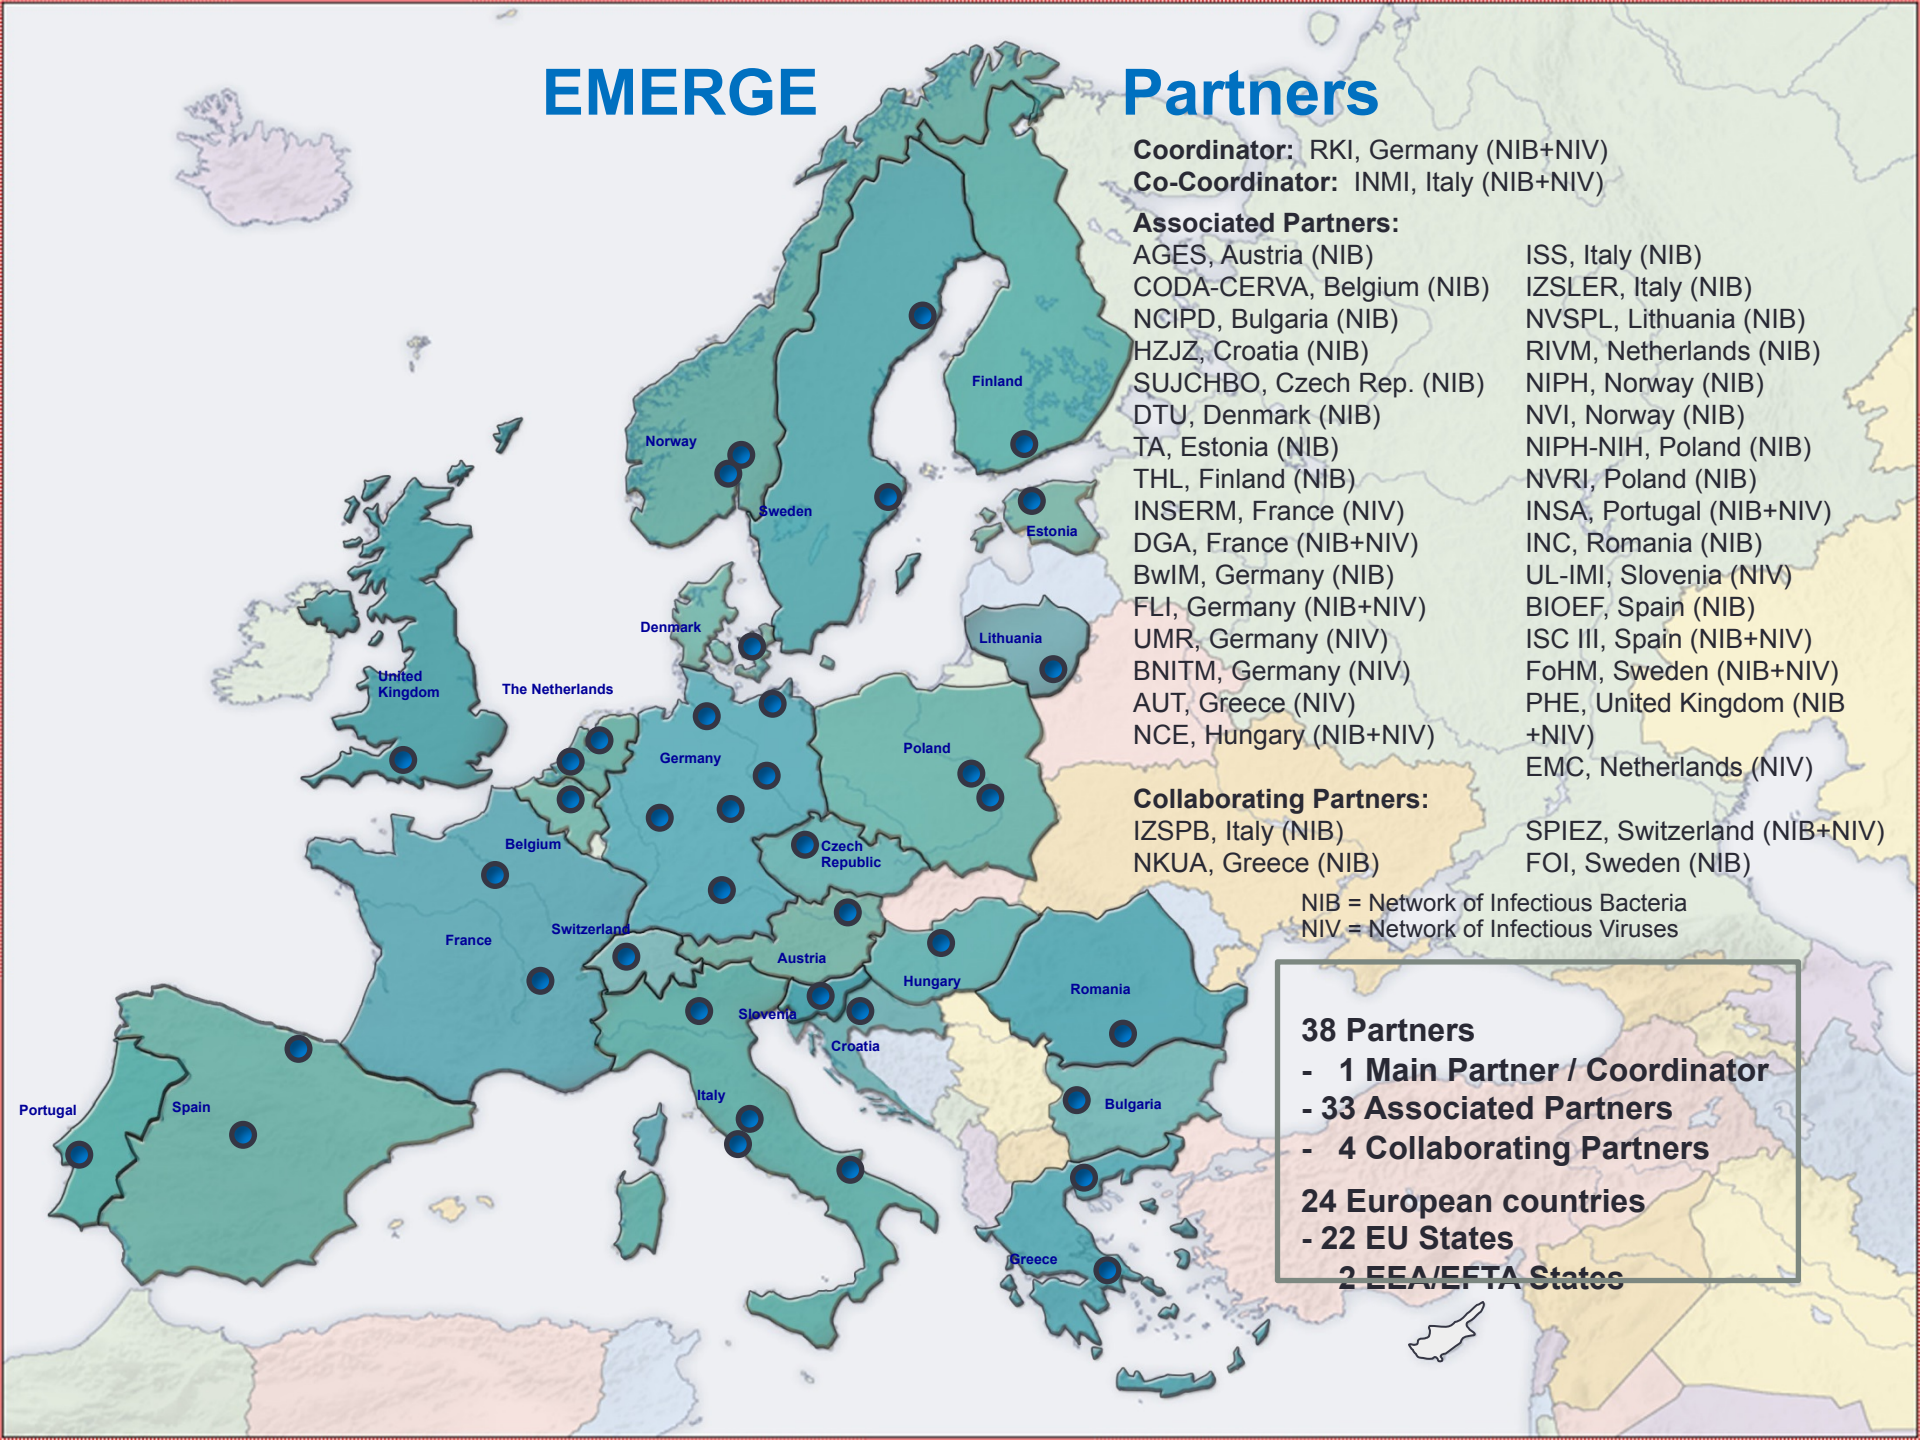 EMERGE Partners
Coordinator: RKI, Germany (NIB+NIV)
Co-Coordinator: INMI, Italy (NIB+NIV)
Associated Partners:
AGES, Austria (NIB)
CODA-CERVA, Belgium (NIB)
NCIPD, Bulgaria (NIB)
HZJZ, Croatia (NIB)
SUJCHBO, Czech Rep. (NIB)
DTU, Denmark (NIB)
TA, Estonia (NIB)
THL, Finland (NIB)
INSERM, France (NIV)
DGA, France (NIB+NIV)
BwIM, Germany (NIB)
FLI, Germany (NIB+NIV)
UMR, Germany (NIV)
BNITM, Germany (NIV)
AUT, Greece (NIV)
NCE, Hungary (NIB+NIV)
ISS, Italy (NIB)
IZSLER, Italy (NIB)
NVSPL, Lithuania (NIB)
RIVM, Netherlands (NIB)
NIPH, Norway (NIB)
NVI, Norway (NIB)
NIPH-NIH, Poland (NIB)
NVRI, Poland (NIB)
INSA, Portugal (NIB+NIV)
INC, Romania (NIB)
UL-IMI, Slovenia (NIV)
BIOEF, Spain (NIB)
ISC III, Spain (NIB+NIV)
FoHM, Sweden (NIB+NIV)
PHE, United Kingdom (NIB
+NIV)
EMC, Netherlands (NIV)
Collaborating Partners:
IZSPB, Italy (NIB)
NKUA, Greece (NIB)
SPIEZ, Switzerland (NIB+NIV)
FOI, Sweden (NIB)
NIB = Network of Infectious Bacteria
NIV = Network of Infectious Viruses
38 Partners
- 1 Main Partner / Coordinator
- 33 Associated Partners
- 4 Collaborating Partners
24 European countries
- 22 EU States
2 EEA/EFTA States
Finland
Norway
Sweden
Estonia
Denmark
Lithuania
United
Kingdom
The Netherlands
Germany
Poland
Belgium
Czech
Republic
Switzerland
France
Austria
Hungary
Romania
Slovenia
Croatia
Italy
Bulgaria
Portugal
Spain
Greece